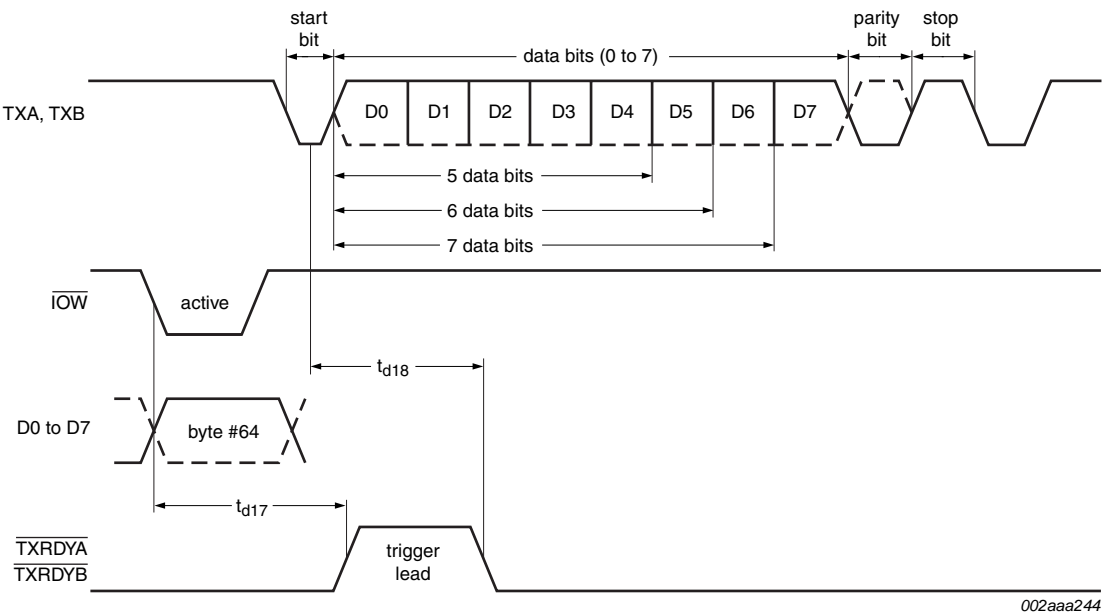 start
bit
data bits (0 to 7)
parity
bit
stop
bit
TXA, TXB
D0 D1 D2 D3 D4 D5 D6 D7
5 data bits
6 data bits
7 data bits
IOW
active
td18
D0 to D7
byte #64
td17
TXRDYA
TXRDYB
trigger
lead
002aaa244